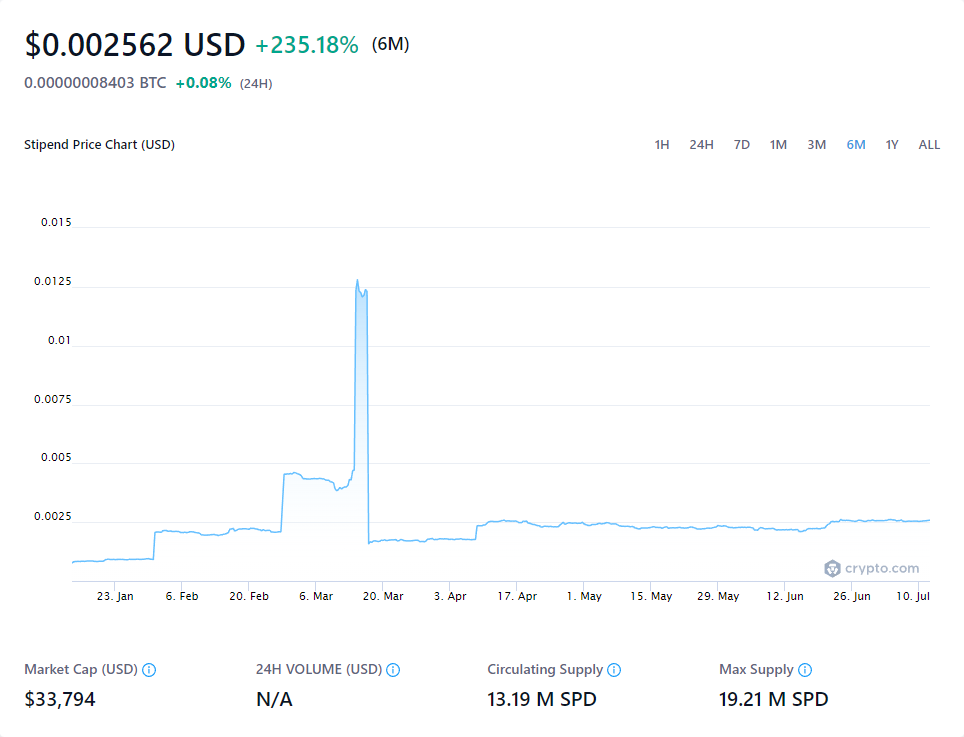 $0.002562 USD +235.18% (6M)
0.00000008403 BTC +0.08% (24H)
Stipend Price Chart (USD) 1H 24H 7D 1M 3M 6M 1Y ALL
0.015
0.0125
0.01
0.0075
0.005
0.0025
crypto.com
23. Jan 6. Feb 20. Feb 6. Mar 20. Mar 3. Apr 17. Apr 1. May 15. May 29. May 12. Jun 26. Jun 10. Jul
Market Cap (USD) 24H VOLUME (USD) Circulating Supply Max Supply
$33,794 N/A 13.19 M SPD 19.21 M SPD